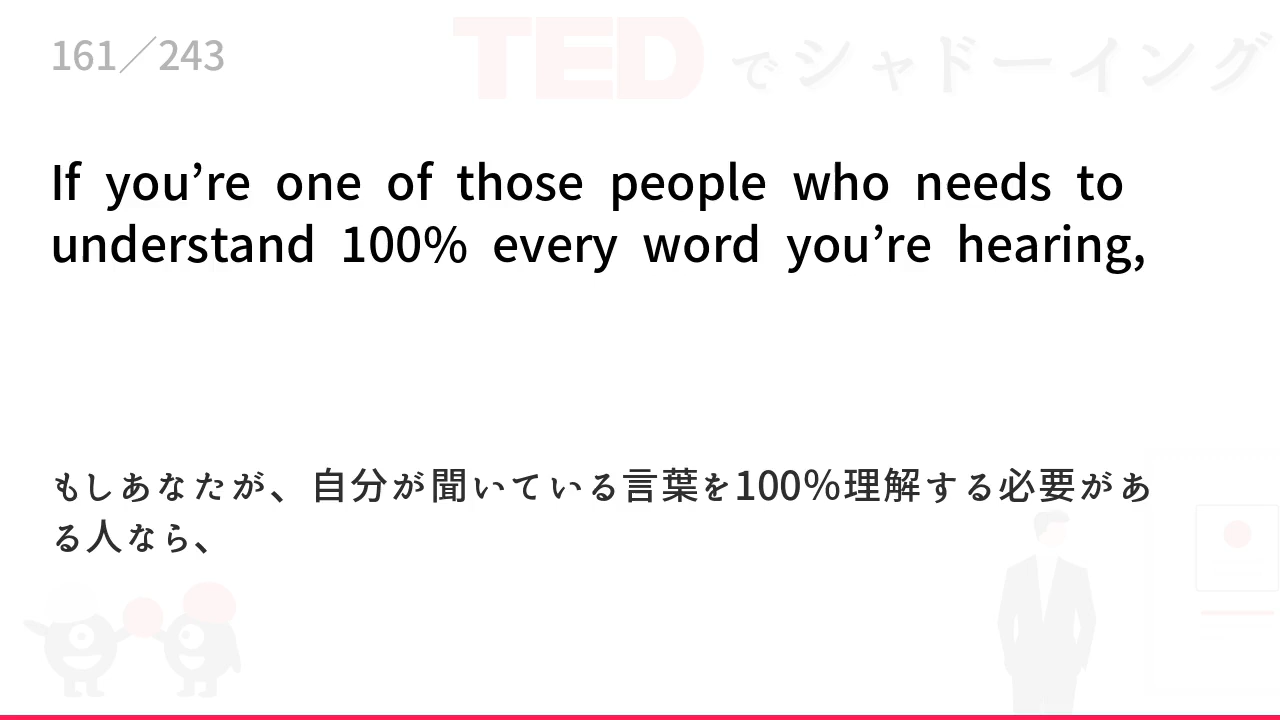 161／243
TEDでシャドーイング
If you’re one of those people who needs to
understand 100% every word you’re hearing,
もしあなたが、自分が聞いている言葉を100%理解する必要があ
る人なら、